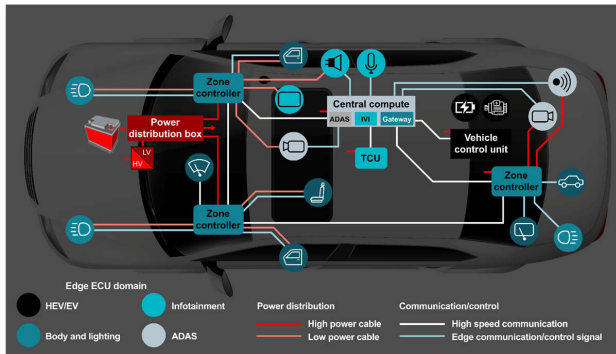 Zone
controller
Power
distribution box
LV
HV
Central compute
ADAS
IVI
Gateway
TCU
Vehicle
control unit
Zone
controller
Zone
controller
Edge ECU domain
HEV/EV
Infotainment
Body and lighting
ADAS
Power distribution
High power cable
Low power cable
Communication/control
High speed communication
Edge communication/control signal